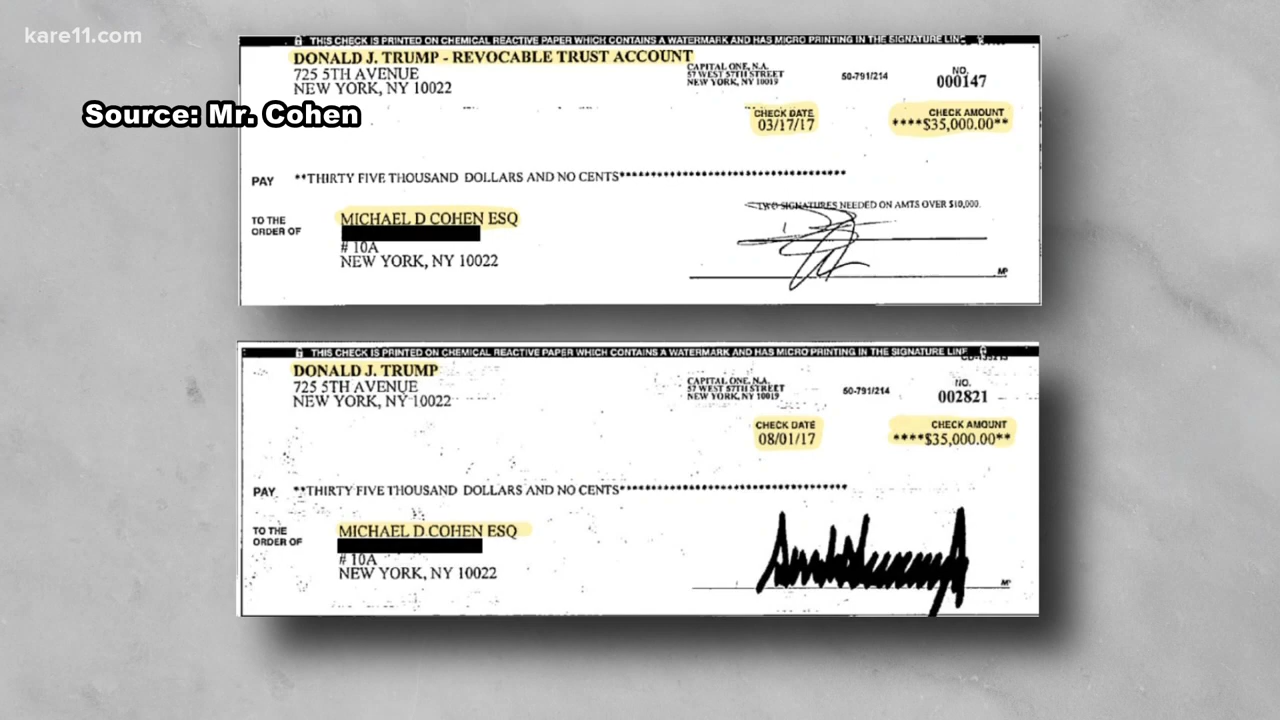 kare11.com
Source: Mr. Cohen
THIS CHECK IS PRINTED ON CHEMICAL REACTIVE PAPER WHICH CONTAINS A WATERMARK AND HAS MICRO PRINTING IN THE SIGNATURE LINE
DONALD J. TRUMP - REVOCABLE TRUST ACCOUNT
725 5TH AVENUE
NEW YORK, NY 10022
CAPITAL ONE, N.A.
57 WEST 57TH STREET
NEW YORK, NY 10019
50-791/214
NO.
000147
CHECK DATE
03/17/17
CHECK AMOUNT
****$35,000.00**
PAY **THIRTY FIVE THOUSAND DOLLARS AND NO CENTS**********************************************
TWO SIGNATURES NEEDED ON AMTS OVER $10,000.
TO THE
ORDER OF
MICHAEL D COHEN ESQ
# 10A
NEW YORK, NY 10022
MP
THIS CHECK IS PRINTED ON CHEMICAL REACTIVE PAPER WHICH CONTAINS A WATERMARK AND HAS MICRO PRINTING IN THE SIGNATURE LINE
DONALD J. TRUMP
725 5TH AVENUE
NEW YORK, NY 10022
CAPITAL ONE, N.A.
57 WEST 57TH STREET
NEW YORK, NY 10019
50-791/214
NO.
002821
CHECK DATE
08/01/17
CHECK AMOUNT
****$35,000.00**
PAY **THIRTY FIVE THOUSAND DOLLARS AND NO CENTS**********************************************
TO THE
ORDER OF
MICHAEL D COHEN ESQ
# 10A
NEW YORK, NY 10022
MP